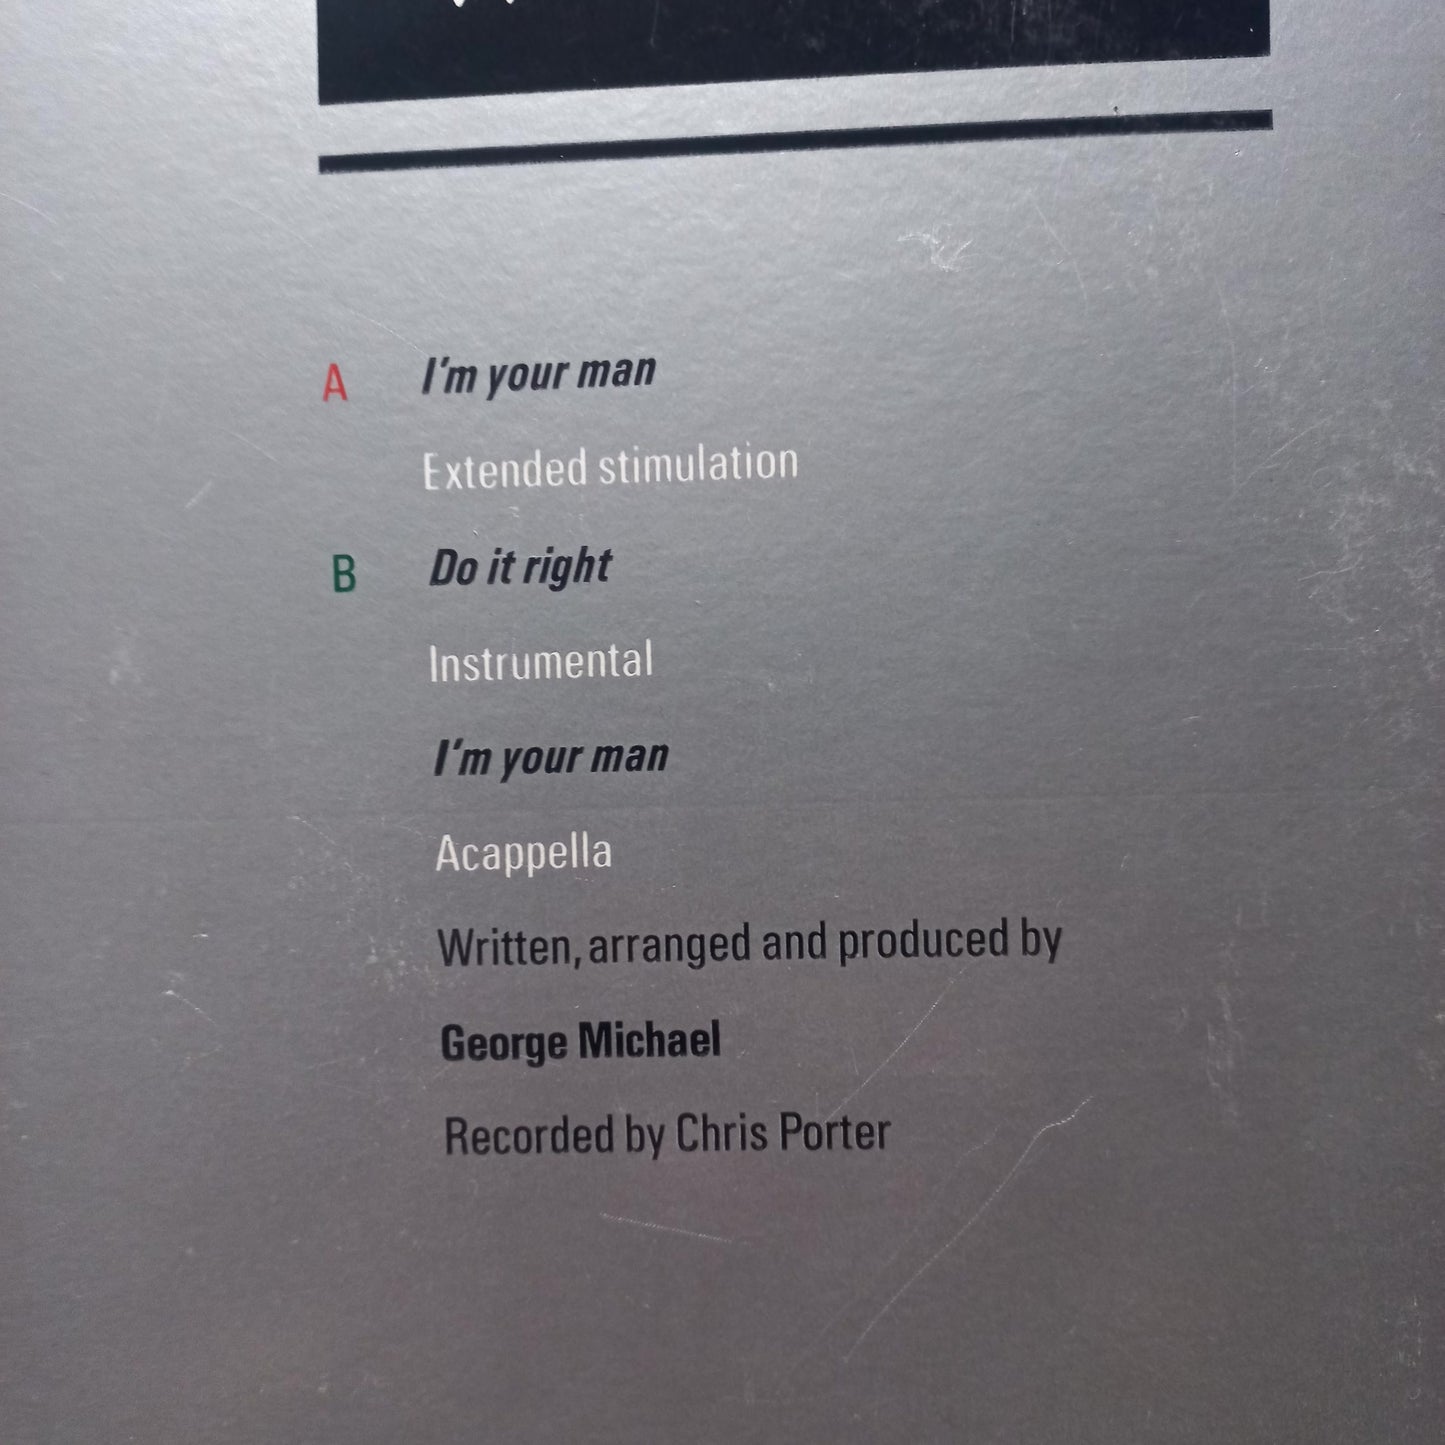 A I'm your man
Extended stimulation
B Do it right
Instrumental
I'm your man
Acappella
Written, arranged and produced by
George Michael
Recorded by Chris Porter